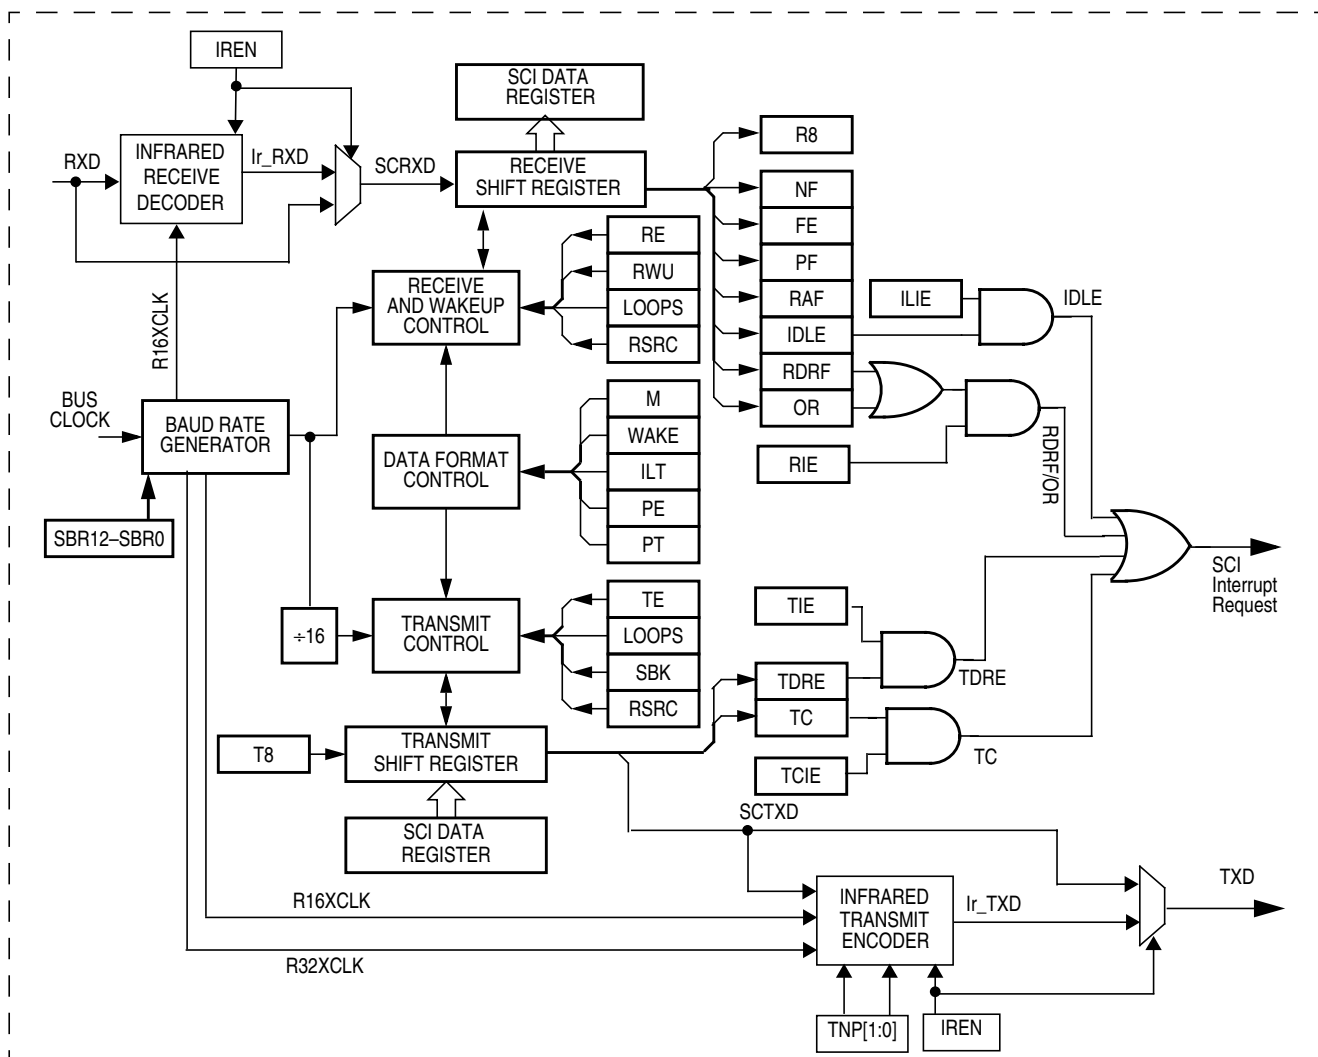 IREN
SCI DATA
REGISTER
RXD
INFRARED
RECEIVE
DECODER
Ir_RXD
SCRXD
RECEIVE
SHIFT REGISTER
R8
NF
FE
PF
RAF
IDLE
RDRF
OR
RE
RWU
LOOPS
RSRC
RECEIVE
AND WAKEUP
CONTROL
ILIE
IDLE
R16XCLK
BUS
CLOCK
BAUD RATE
GENERATOR
SBR12–SBR0
DATA FORMAT
CONTROL
M
WAKE
ILT
PE
PT
RIE
RDRF/OR
SCI
Interrupt
Request
÷16
TRANSMIT
CONTROL
TE
LOOPS
SBK
RSRC
TIE
TDRE
TC
TCIE
TDRE
TC
T8
TRANSMIT
SHIFT REGISTER
SCI DATA
REGISTER
SCTXD
R16XCLK
R32XCLK
INFRARED
TRANSMIT
ENCODER
Ir_TXD
TXD
TNP[1:0]
IREN